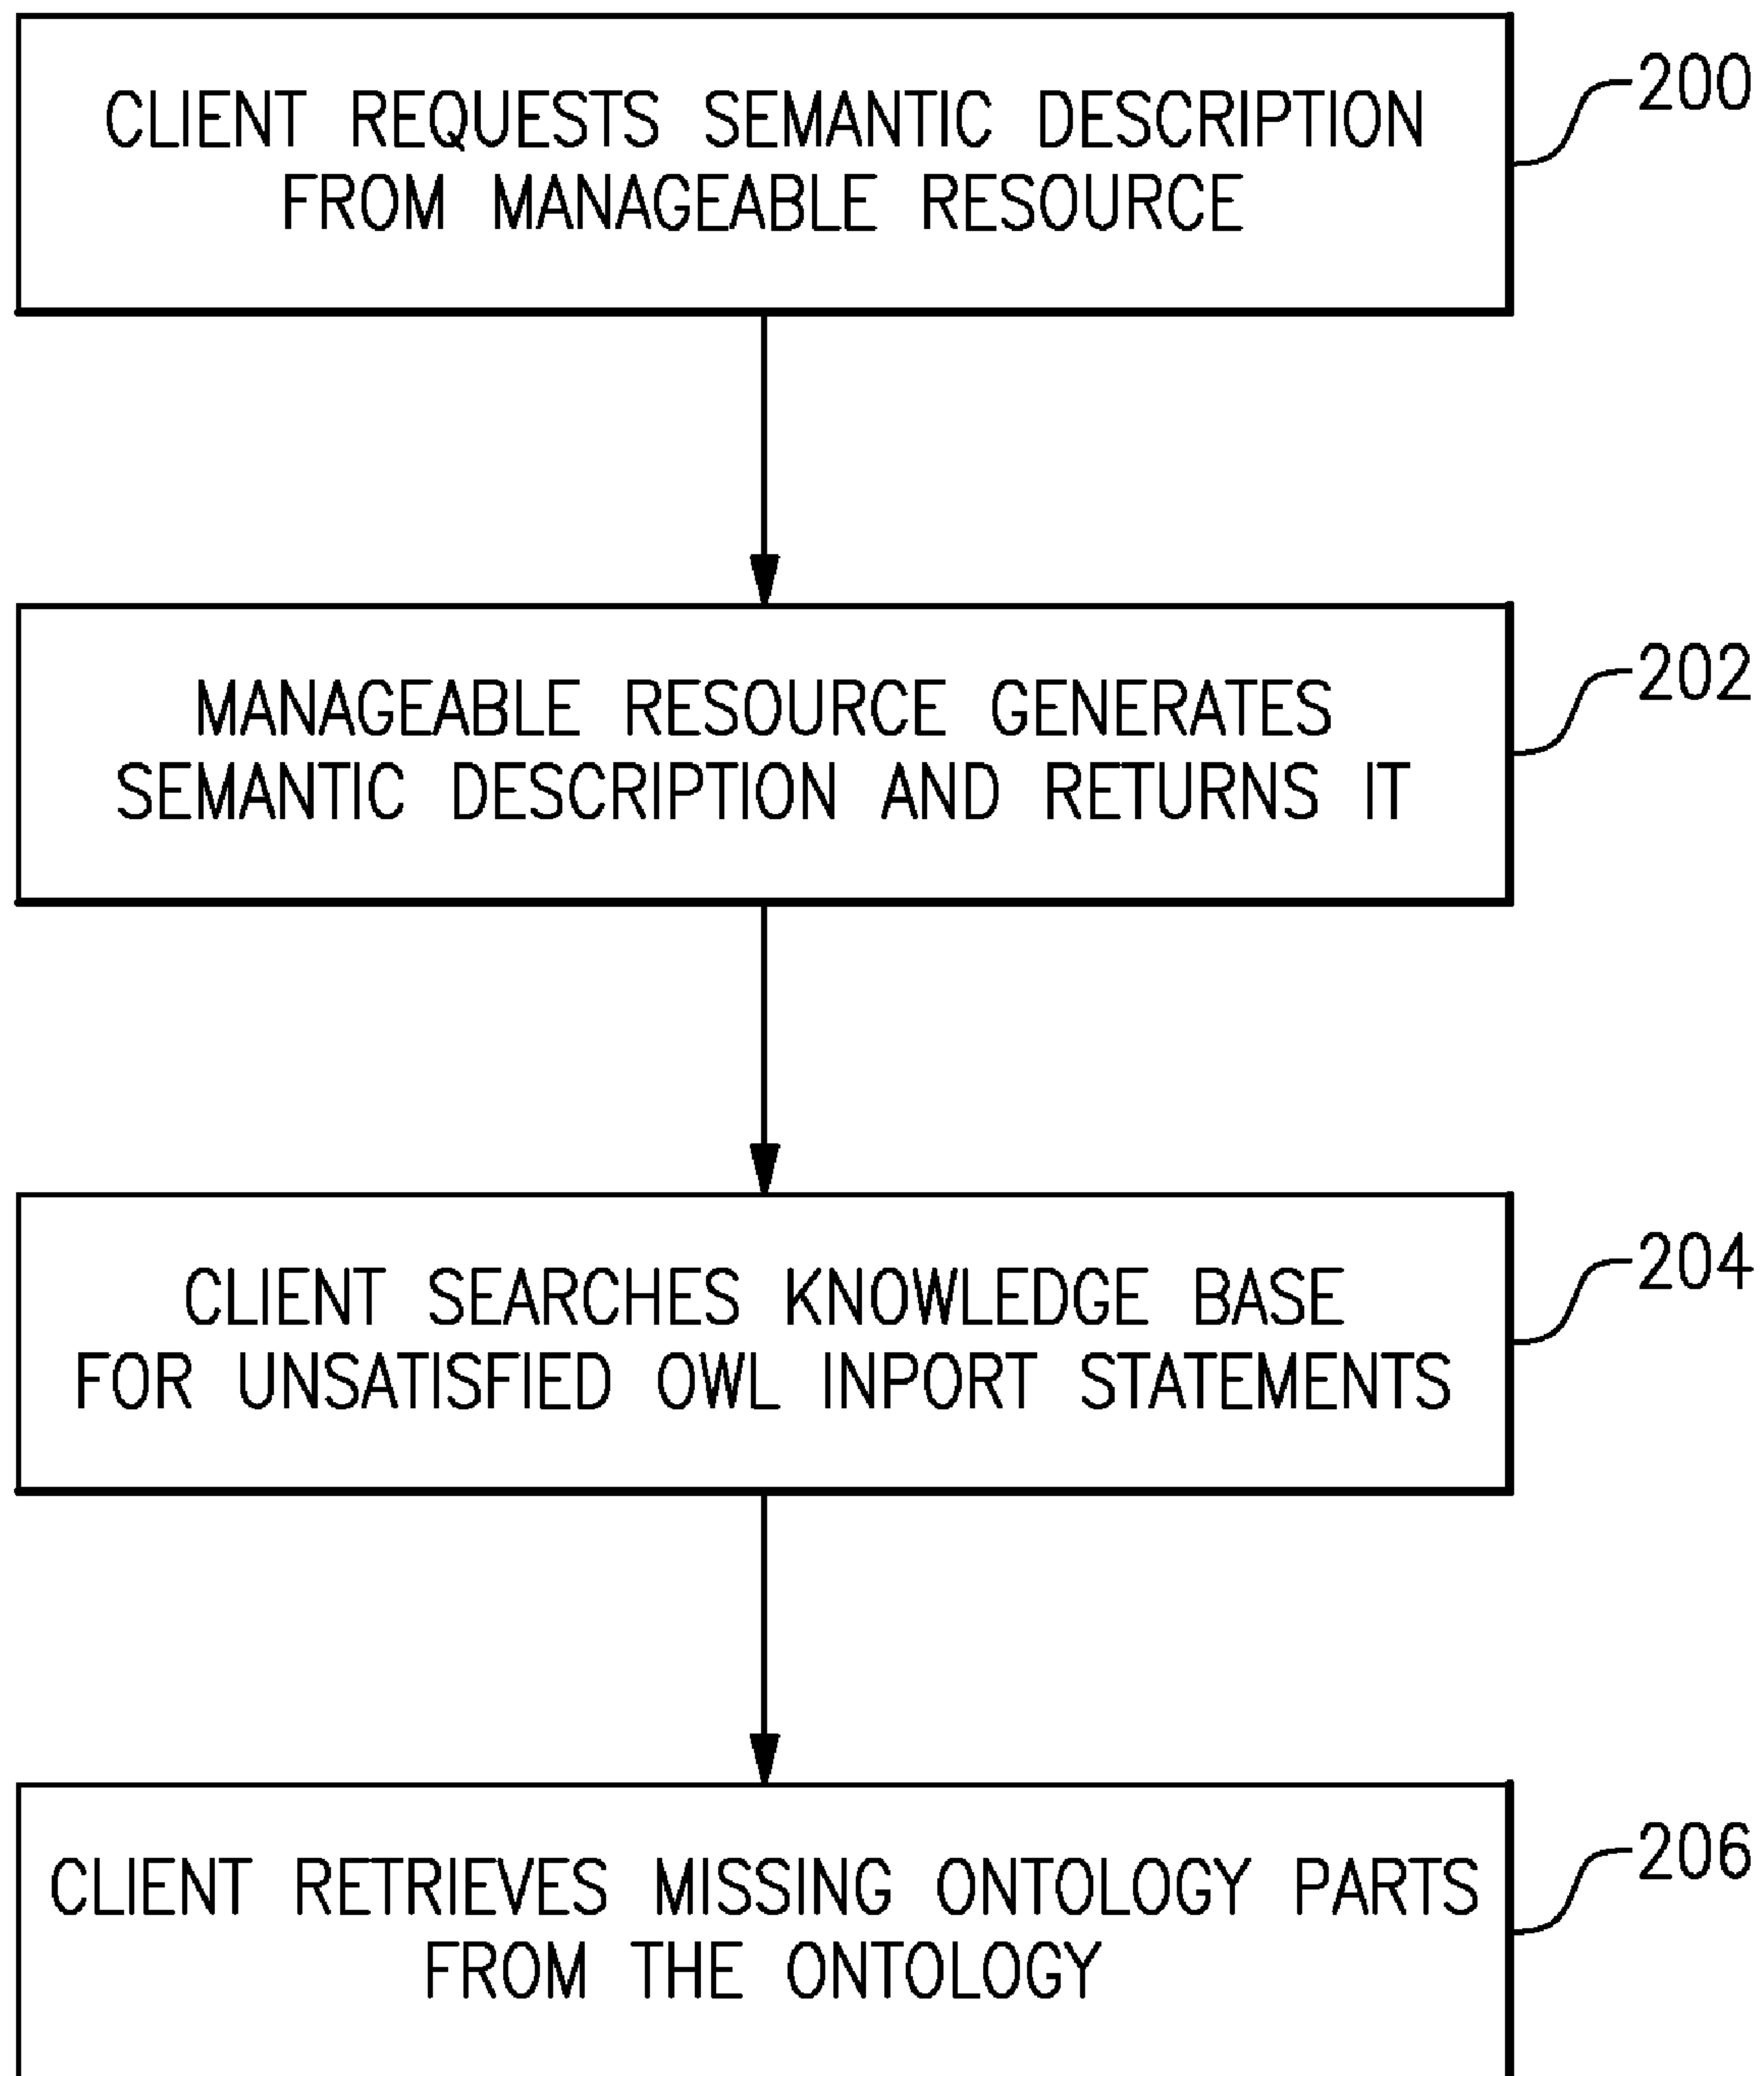 CLIENT REQUESTS SEMANTIC DESCRIPTION
FROM MANAGEABLE RESOURCE
200
MANAGEABLE RESOURCE GENERATES
SEMANTIC DESCRIPTION AND RETURNS IT
202
CLIENT SEARCHES KNOWLEDGE BASE
FOR UNSATISFIED OWL INPORT STATEMENTS
204
CLIENT RETRIEVES MISSING ONTOLOGY PARTS
FROM THE ONTOLOGY
206